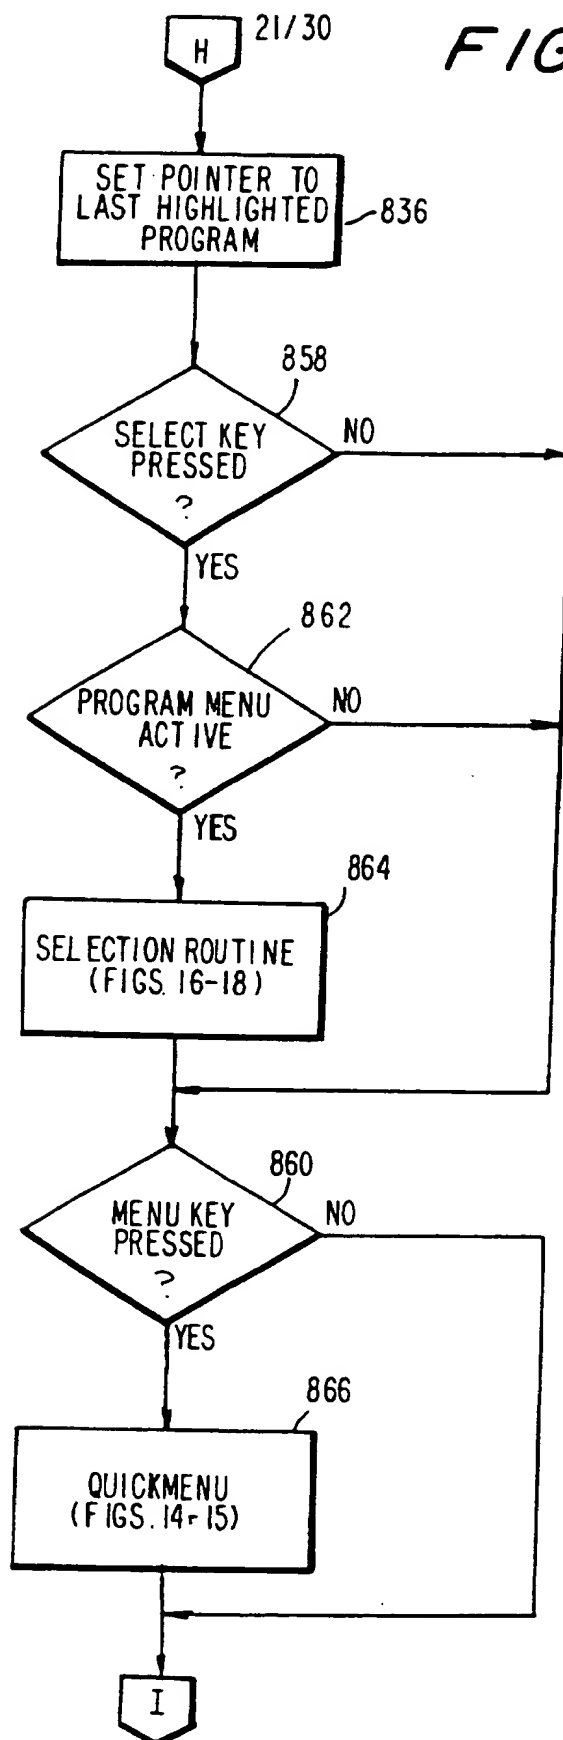 21/30
FIG
H
SET POINTER TO
LAST HIGHLIGHTED
PROGRAM
836
858
SELECT KEY
PRESSED
?
NO
YES
862
PROGRAM MENU
ACTIVE
?
NO
YES
864
SELECTION ROUTINE
(FIGS. 16-18)
860
MENU KEY
PRESSED
?
NO
YES
866
QUICKMENU
(FIGS. 14-15)
I